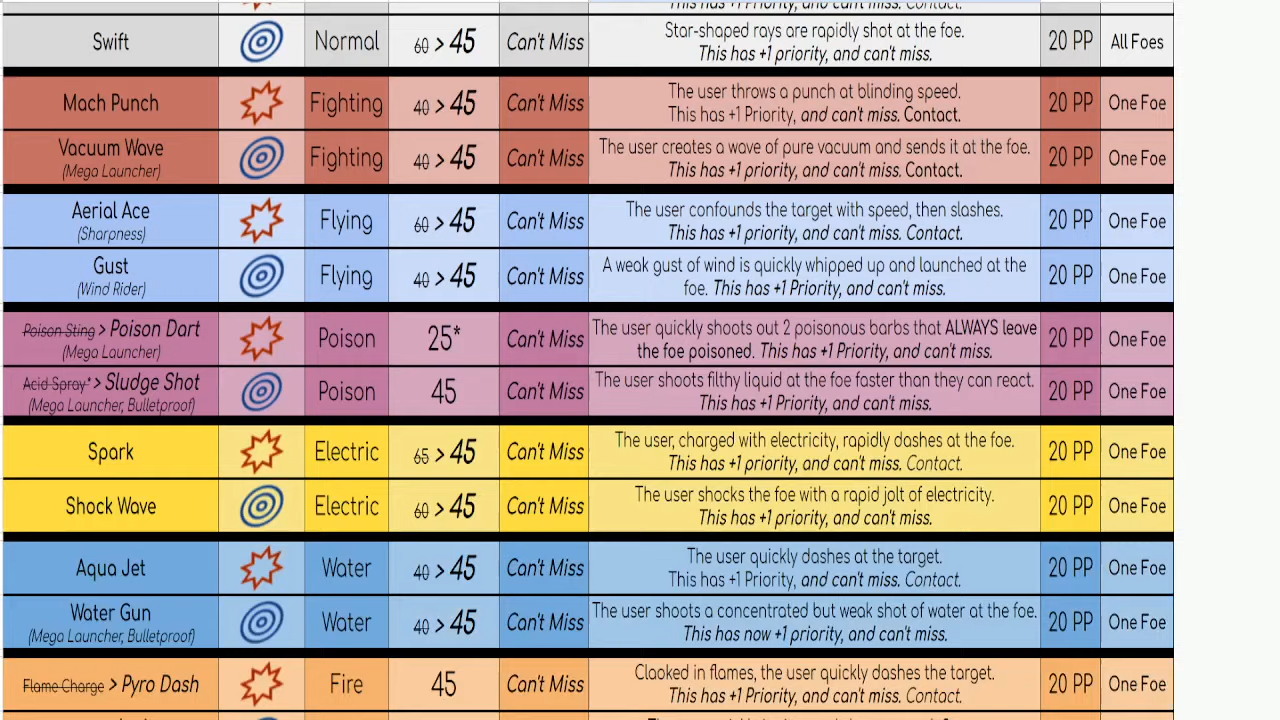 This has +1 Priority, and can't miss. Contact.
Swift Normal 60 > 45 Can't Miss Star-shaped rays are rapidly shot at the foe. 20 PP All Foes
This has +1 priority, and can't miss.
Mach Punch Fighting 40 > 45 Can't Miss The user throws a punch at blinding speed. 20 PP One Foe
This has +1 Priority, and can't miss. Contact.
Vacuum Wave Fighting 40 > 45 Can't Miss The user creates a wave of pure vacuum and sends it at the foe. 20 PP One Foe
(Mega Launcher) This has +1 priority, and can't miss. Contact.
Aerial Ace Flying 60 > 45 Can't Miss The user confounds the target with speed, then slashes. 20 PP One Foe
(Sharpness) This has +1 priority, and can't miss. Contact.
Gust Flying 40 > 45 Can't Miss A weak gust of wind is quickly whipped up and launched at the 20 PP One Foe
(Wind Rider) foe. This has +1 Priority, and can't miss.
Poison Sting > Poison Dart Poison 25* Can't Miss The user quickly shoots out 2 poisonous barbs that ALWAYS leave 20 PP One Foe
(Mega Launcher) the foe poisoned. This has +1 Priority, and can't miss.
Acid Spray* > Sludge Shot Poison 45 Can't Miss The user shoots filthy liquid at the foe faster than they can react. 20 PP One Foe
(Mega Launcher, Bulletproof) This has +1 Priority, and can't miss.
Spark Electric 65 > 45 Can't Miss The user, charged with electricity, rapidly dashes at the foe. 20 PP One Foe
This has +1 priority, and can't miss. Contact.
Shock Wave Electric 60 > 45 Can't Miss The user shocks the foe with a rapid jolt of electricity. 20 PP One Foe
This has +1 priority, and can't miss.
Aqua Jet Water 40 > 45 Can't Miss The user quickly dashes at the target. 20 PP One Foe
This has +1 Priority, and can't miss. Contact.
Water Gun Water 40 > 45 Can't Miss The user shoots a concentrated but weak shot of water at the foe. 20 PP One Foe
(Mega Launcher, Bulletproof) This has now +1 priority, and can't miss.
Flame Charge > Pyro Dash Fire 45 Can't Miss Claoked in flames, the user quickly dashes the target. 20 PP One Foe
This has +1 Priority, and can't miss. Contact.